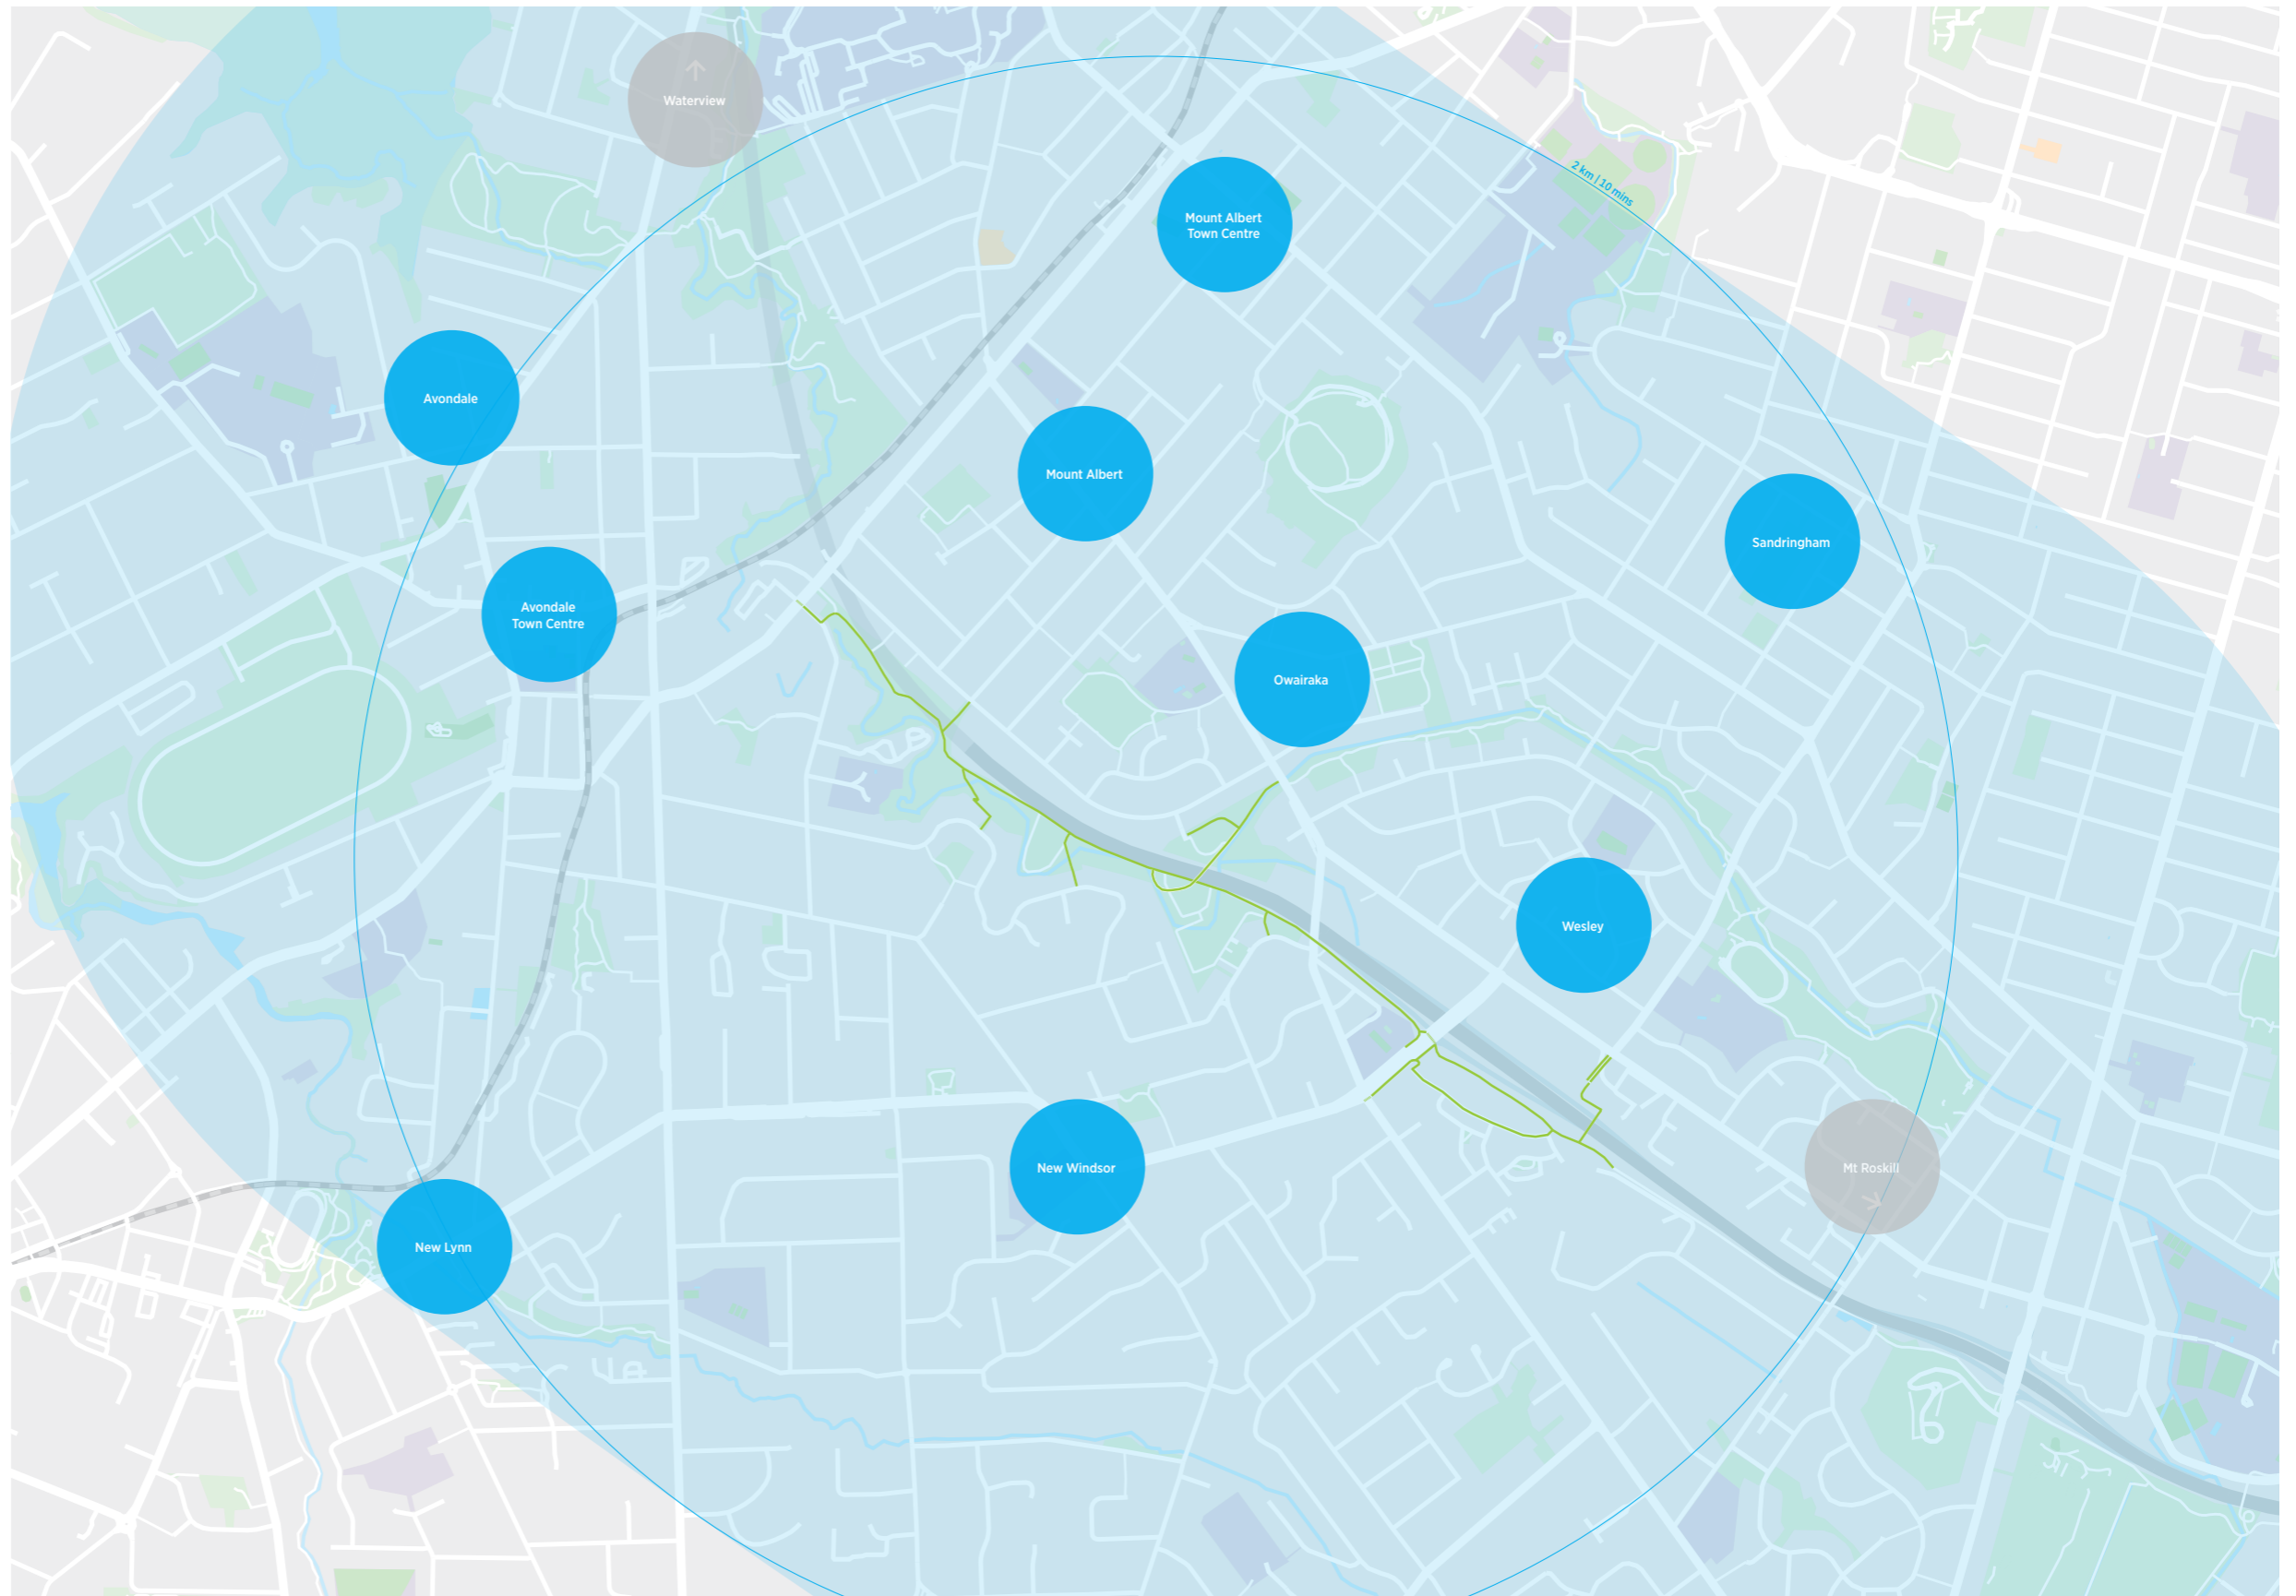 Waterview
2 km | 10 mins
Mount Albert
Town Centre
Avondale
Mount Albert
Sandringham
Avondale
Town Centre
Owairaka
Wesley
New Windsor
Mt Roskill
New Lynn